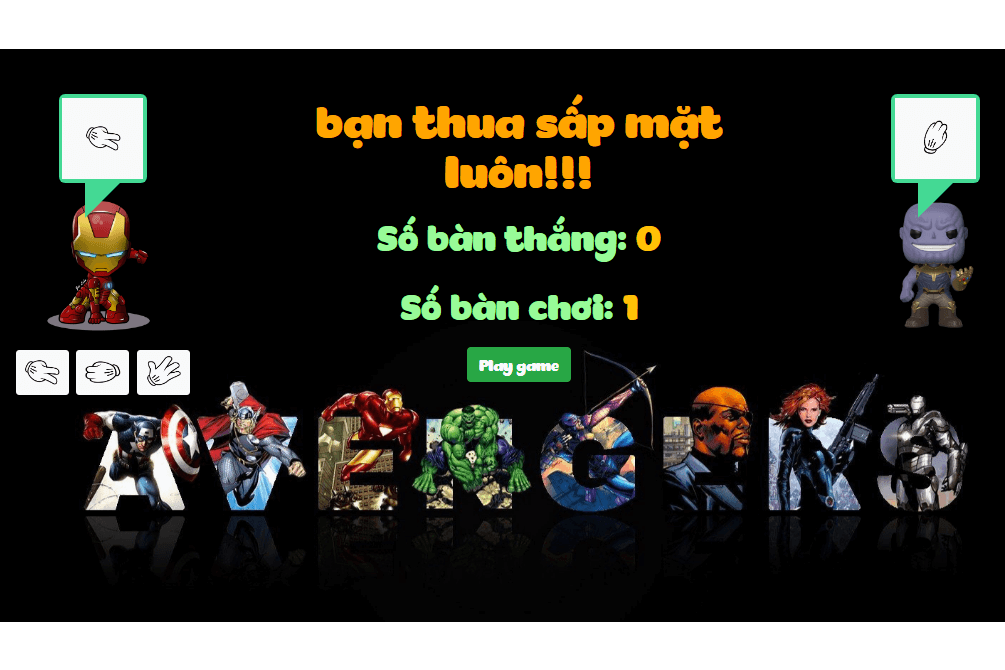 bạn thua sấp mặt
luôn!!!
Số bàn thắng: 0
Số bàn chơi: 1
Play game
AVENGERS